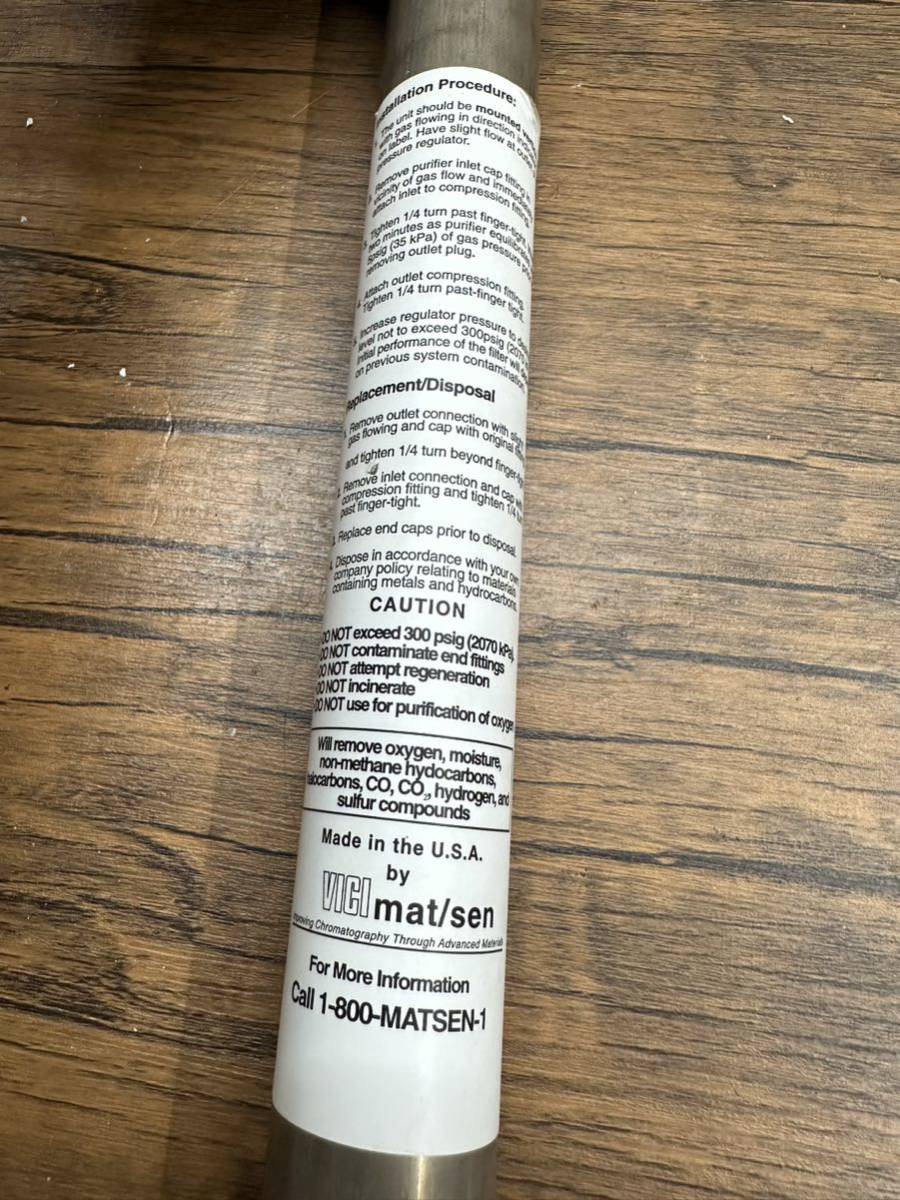 stallation Procedure:
The unit should be mounted
with gas flowing in direction
on label. Have slight flow at
pressure regulator.
Remove purifier inlet cap fitting in
vicinity of gas flow and
attach inlet to compression fitting.
Tighten 1/4 turn past finger-tight,
two minutes as purifier
5psig (35 kPa) of gas pressure
removing outlet plug.
Attach outlet compression fitting.
Tighten 1/4 turn past-finger tight.
Increase regulator pressure to
level not to exceed 300psig
Initial performance of the filter will
on previous system contamination
eplacement/Disposal
Remove outlet connection with
gas flowing and cap with original
and tighten 1/4 turn beyond
Remove inlet connection and cap
compression fitting and tighten 1/4
past finger-tight.
Replace end caps prior to disposal
Dispose in accordance with your own
company policy relating to materials
containing metals and hydrocarbons
CAUTION
DO NOT exceed 300 psig (2070 kPa)
DO NOT contaminate end fittings
DO NOT attempt regeneration
DO NOT incinerate
DO NOT use for purification of oxygen
Will remove oxygen, moisture,
non-methane hydocarbons,
alocarbons, CO, CO₂, hydrogen, and
sulfur compounds
Made in the U.S.A.
by
VICI mat/sen
mproving Chromatography Through Advanced Materials
For More Information
Call 1-800-MATSEN-1